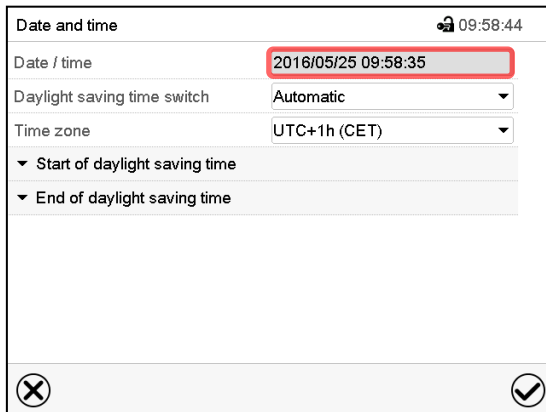 Date and time 09:58:44
Date / time 2016/05/25 09:58:35
Daylight saving time switch Automatic
Time zone UTC+1h (CET)
Start of daylight saving time
End of daylight saving time